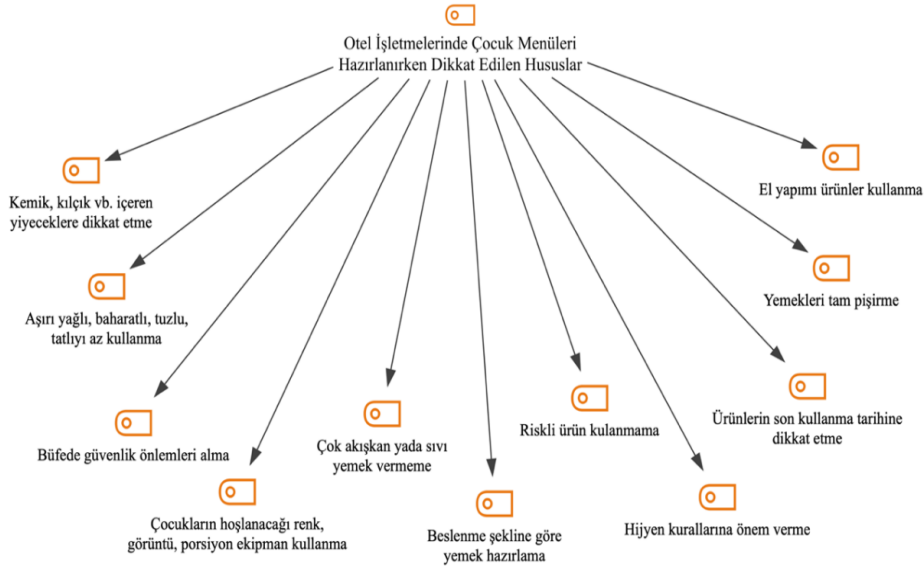 Otel İşletmelerinde Çocuk Menüleri
Hazırlanırken Dikkat Edilen Hususlar
Kemik, kılçık vb. içeren
yiyeceklere dikkat etme
El yapımı ürünler kullanma
Aşırı yağlı, baharatlı, tuzlu,
tatlıyı az kullanma
Yemekleri tam pişirme
Büfede güvenlik önlemleri alma
Çok akışkan yada sıvı
yemek vermeme
Riskli ürün kulanmama
Ürünlerin son kullanma tarihine
dikkat etme
Çocukların hoşlanacağı renk,
görüntü, porsiyon ekipman kullanma
Beslenme şekline göre
yemek hazırlama
Hijyen kurallarına önem verme